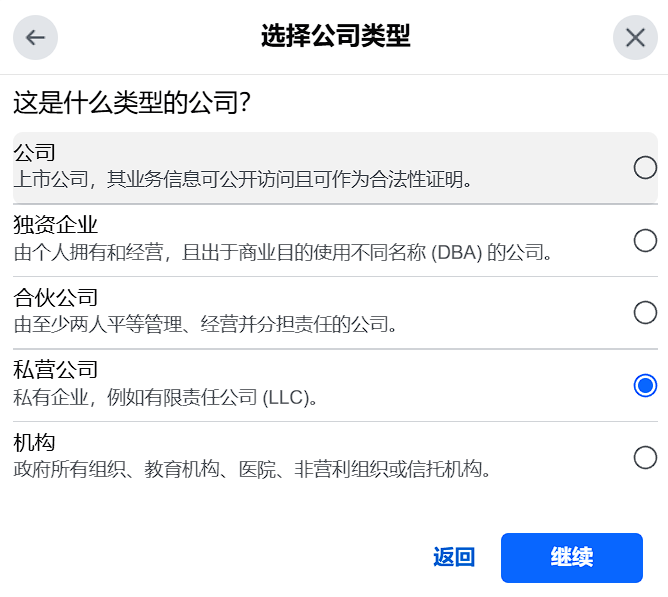 选择公司类型
这是什么类型的公司？
公司
上市公司，其业务信息可公开访问且可作为合法性证明。
独资企业
由个人拥有和经营，且出于商业目的使用不同名称 (DBA) 的公司。
合伙公司
由至少两人平等管理、经营并分担责任的公司。
私营公司
私有企业，例如有限责任公司 (LLC)。
机构
政府所有组织、教育机构、医院、非营利组织或信托机构。
返回 继续